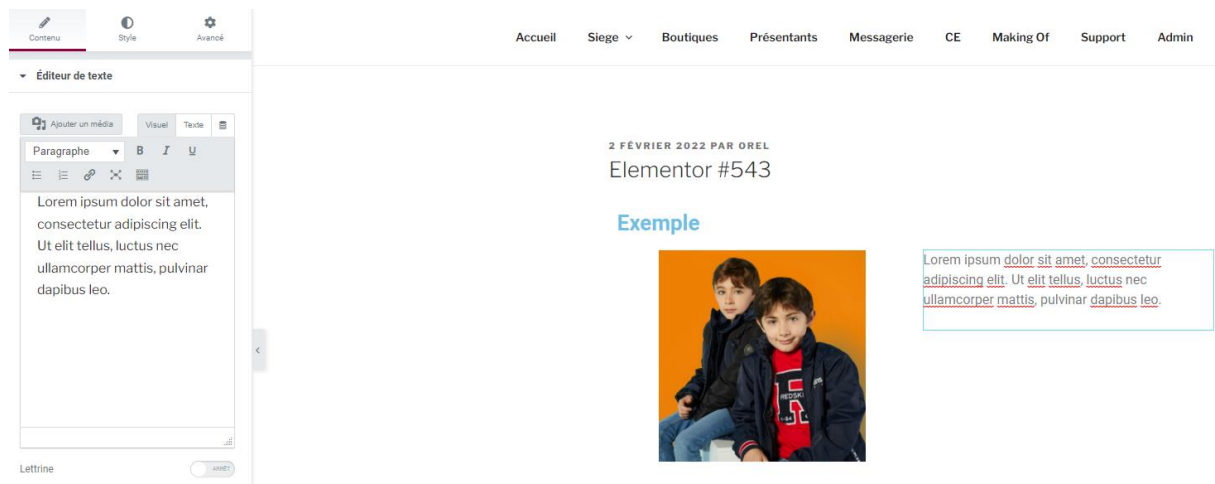 Contenu Style Avancé
Accueil Siege Boutiques Présentants Messagerie CE Making Of Support Admin
Éditeur de texte
Ajouter un média Visuel Texte
Paragraphe B I U
Lorem ipsum dolor sit amet,
consectetur adipiscing elit.
Ut elit tellus, luctus nec
ullamcorper mattis, pulvinar
dapibus leo.
Lettrine ARRÊT
2 FÉVRIER 2022 PAR OREL
Elementor #543
Exemple
REDSK
Lorem ipsum dolor sit amet, consectetur
adipiscing elit. Ut elit tellus, luctus nec
ullamcorper mattis, pulvinar dapibus leo.